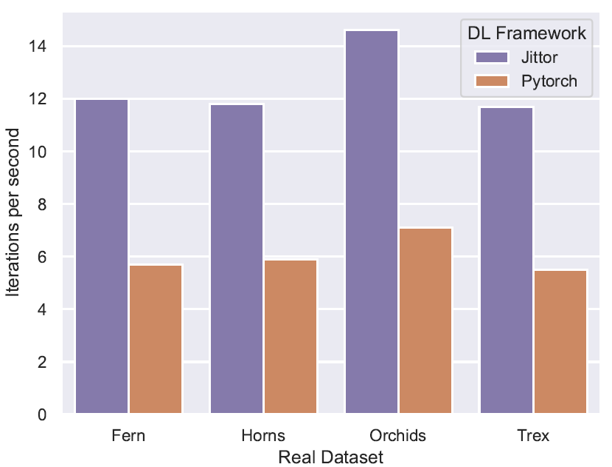 DL Framework
Jittor
Pytorch
Iterations per second
14
12
10
8
6
4
2
0
Fern Horns Orchids Trex
Real Dataset